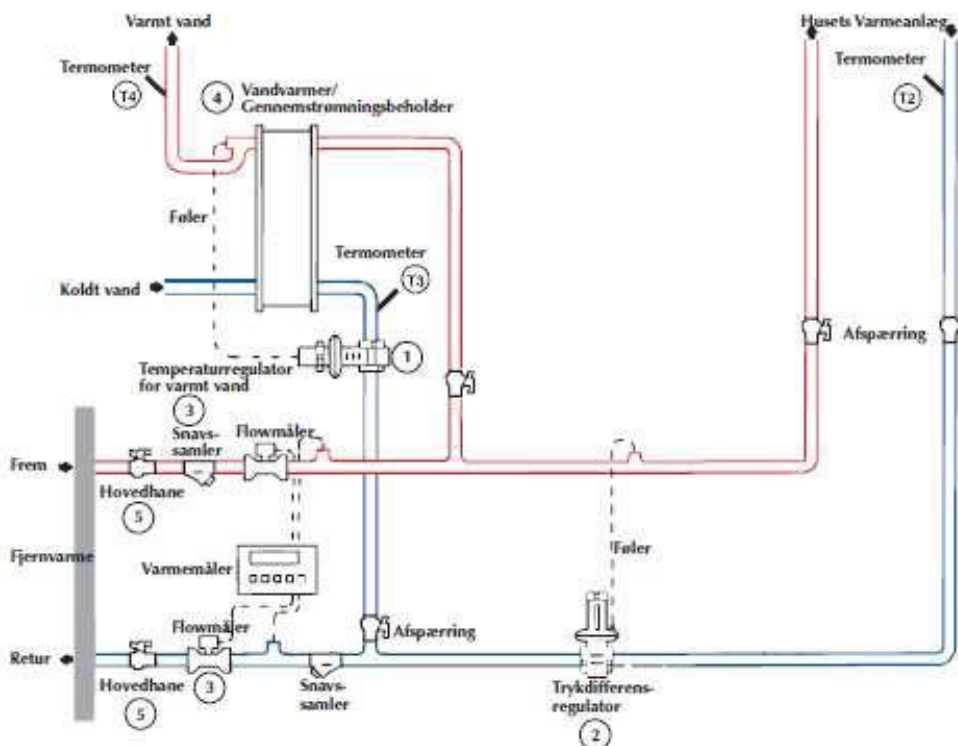 Varmt vand
Husets Varmeanlæg
Termometer
T4
4
Vandvarmer/
Gennemstrømningsbeholder
Termometer
T2
Føler
Termometer
T3
Koldt vand
Afspærring
1
Temperaturregulator
for varmt vand
3
Snavs-
samler
Flowmåler
Frem
Hovedhane
5
Føler
Fjernvarme
Varmemåler
Flowmåler
Afspærring
Retur
Hovedhane
3
Snavs-
samler
Trykdifferens-
regulator
5
2